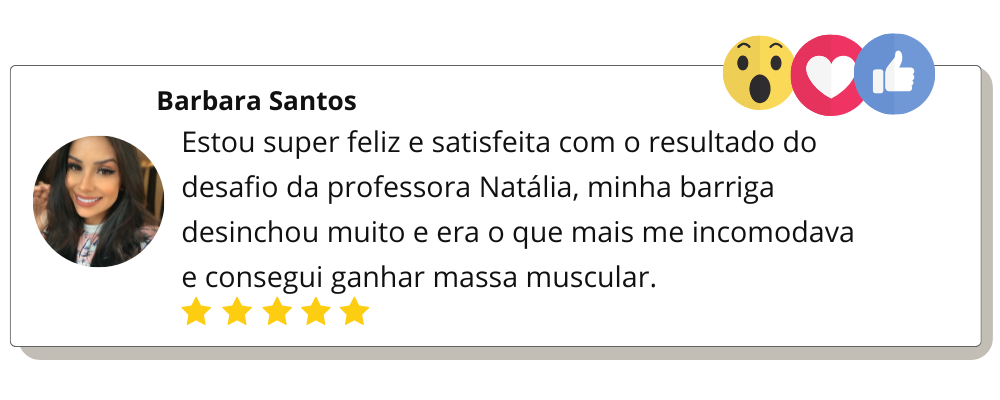 Barbara Santos
Estou super feliz e satisfeita com o resultado do
desafio da professora Natália, minha barriga
desinchou muito e era o que mais me incomodava
e consegui ganhar massa muscular.